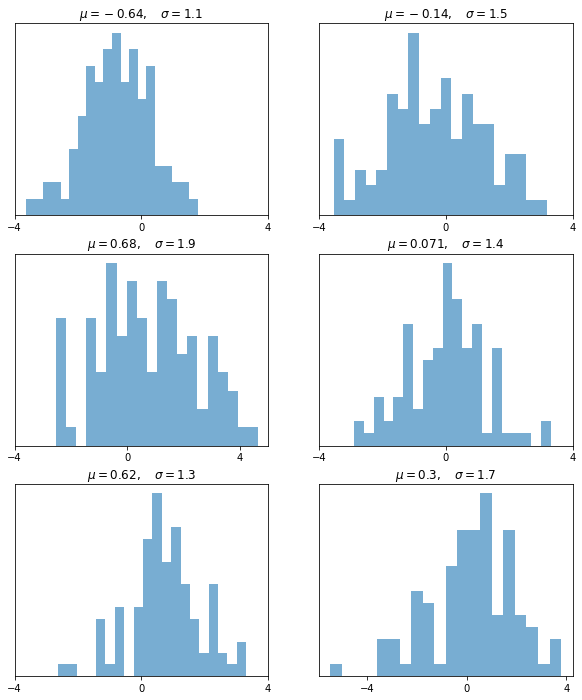 μ = −0.64,   σ = 1.1
μ = −0.14,   σ = 1.5
−4 0 4
−4 0 4
μ = 0.68,   σ = 1.9
μ = 0.071,   σ = 1.4
−4 0 4
−4 0 4
μ = 0.62,   σ = 1.3
μ = 0.3,   σ = 1.7
−4 0 4
−4 0 4